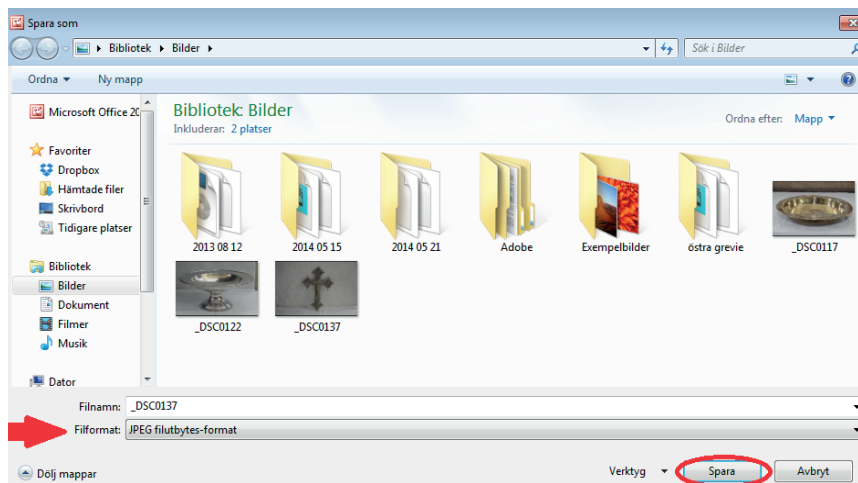 Spara som
Bibliotek Bilder
Sök i Bilder
Ordna Ny mapp
Microsoft Office 20
Favoriter
Dropbox
Hämtade filer
Skrivbord
Tidigare platser
Bibliotek
Bilder
Dokument
Filmer
Musik
Dator
Bibliotek: Bilder
Inkluderar: 2 platser
Ordna efter: Mapp
2013 08 12
2014 05 15
2014 05 21
Adobe
Exempelbilder
östra grevie
_DSC0117
_DSC0122
_DSC0137
Filnamn: _DSC0137
Filformat: JPEG filutbytes-format
Dölj mappar
Verktyg
Spara
Avbryt